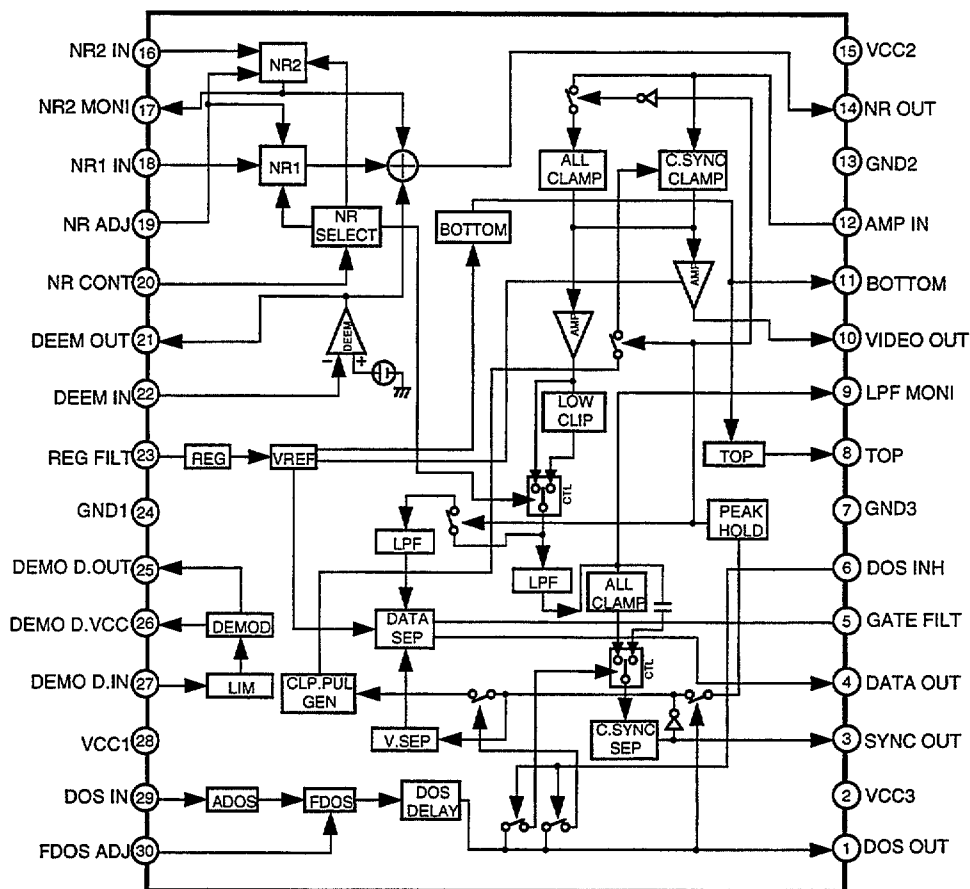 NR2 IN
16
NR2 MONI
17
NR1 IN
18
NR ADJ
19
NR CONT
20
DEEM OUT
21
DEEM IN
22
REG FILT
23
GND1
24
DEMO D.OUT
25
DEMO D.VCC
26
DEMO D.IN
27
VCC1
28
DOS IN
29
FDOS ADJ
30
NR2
NR1
NR
SELECT
BOTTOM
DEEM
−
+
REG
VREF
ALL
CLAMP
C.SYNC
CLAMP
AMP
AMP
LOW
CLIP
CTL
TOP
PEAK
HOLD
LPF
LPF
ALL
CLAMP
DATA
SEP
CTL
DEMOD
LIM
CLP.PUL
GEN
V.SEP
C.SYNC
SEP
ADOS
FDOS
DOS
DELAY
15
VCC2
14
NR OUT
13
GND2
12
AMP IN
11
BOTTOM
10
VIDEO OUT
9
LPF MONI
8
TOP
7
GND3
6
DOS INH
5
GATE FILT
4
DATA OUT
3
SYNC OUT
2
VCC3
1
DOS OUT